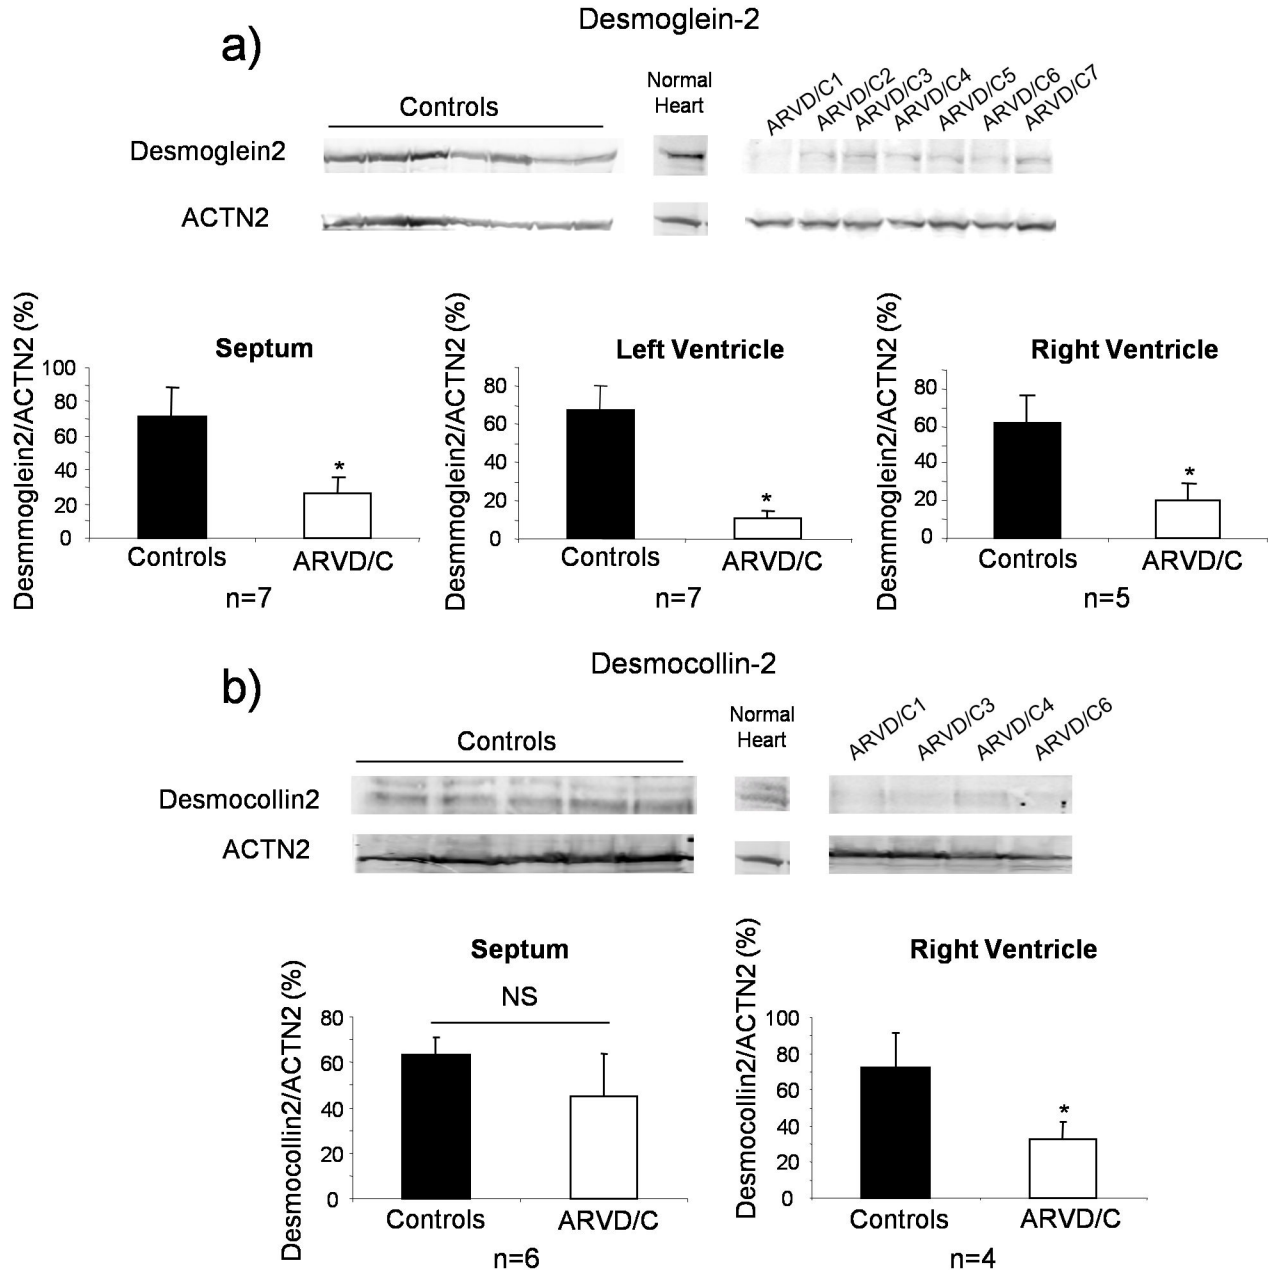 Desmoglein-2
a)
Controls
Normal
Heart
ARVD/C1
ARVD/C2
ARVD/C3
ARVD/C4
ARVD/C5
ARVD/C6
ARVD/C7
Desmoglein2
ACTN2
Desmmoglein2/ACTN2 (%)
Septum
100
80
60
40
20
0
*
Controls
ARVD/C
n=7
Desmmoglein2/ACTN2 (%)
Left Ventricle
80
60
40
20
0
*
Controls
ARVD/C
n=7
Desmmoglein2/ACTN2 (%)
Right Ventricle
80
60
40
20
0
*
Controls
ARVD/C
n=5
Desmocollin-2
b)
Controls
Normal
Heart
ARVD/C1
ARVD/C3
ARVD/C4
ARVD/C6
Desmocollin2
ACTN2
Desmocollin2/ACTN2 (%)
Septum
NS
80
60
40
20
0
Controls
ARVD/C
n=6
Desmocollin2/ACTN2 (%)
Right Ventricle
100
80
60
40
20
0
*
Controls
ARVD/C
n=4